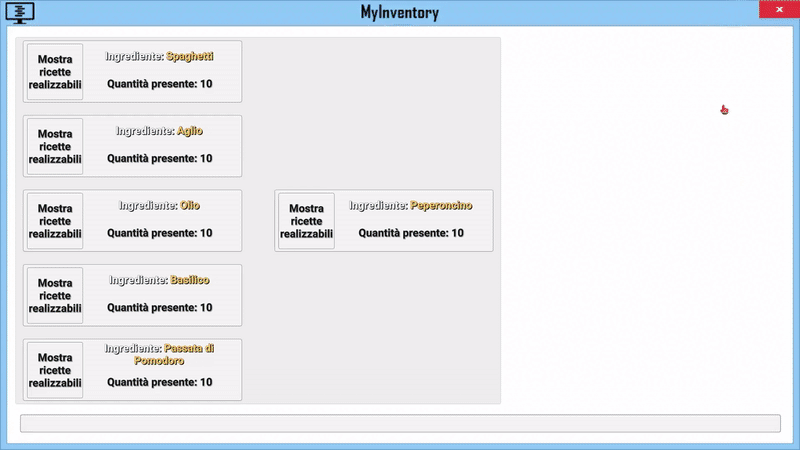 MyInventory
Mostra
ricette
realizzabili
Ingrediente: Spaghetti
Quantità presente: 10
Mostra
ricette
realizzabili
Ingrediente: Aglio
Quantità presente: 10
Mostra
ricette
realizzabili
Ingrediente: Olio
Quantità presente: 10
Mostra
ricette
realizzabili
Ingrediente: Peperoncino
Quantità presente: 10
Mostra
ricette
realizzabili
Ingrediente: Basilico
Quantità presente: 10
Mostra
ricette
realizzabili
Ingrediente: Passata di
Pomodoro
Quantità presente: 10